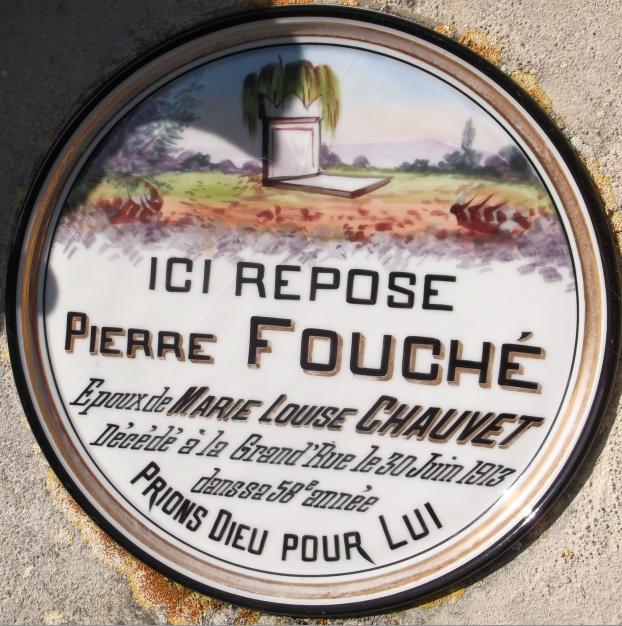 ICI REPOSE
PIERRE FOUCHÉ
Epoux de MARIE LOUISE CHAUVET
Décédé à la Grand'Rue le 30 Juin 1913
dans sa 58e année
PRIONS DIEU POUR LUI